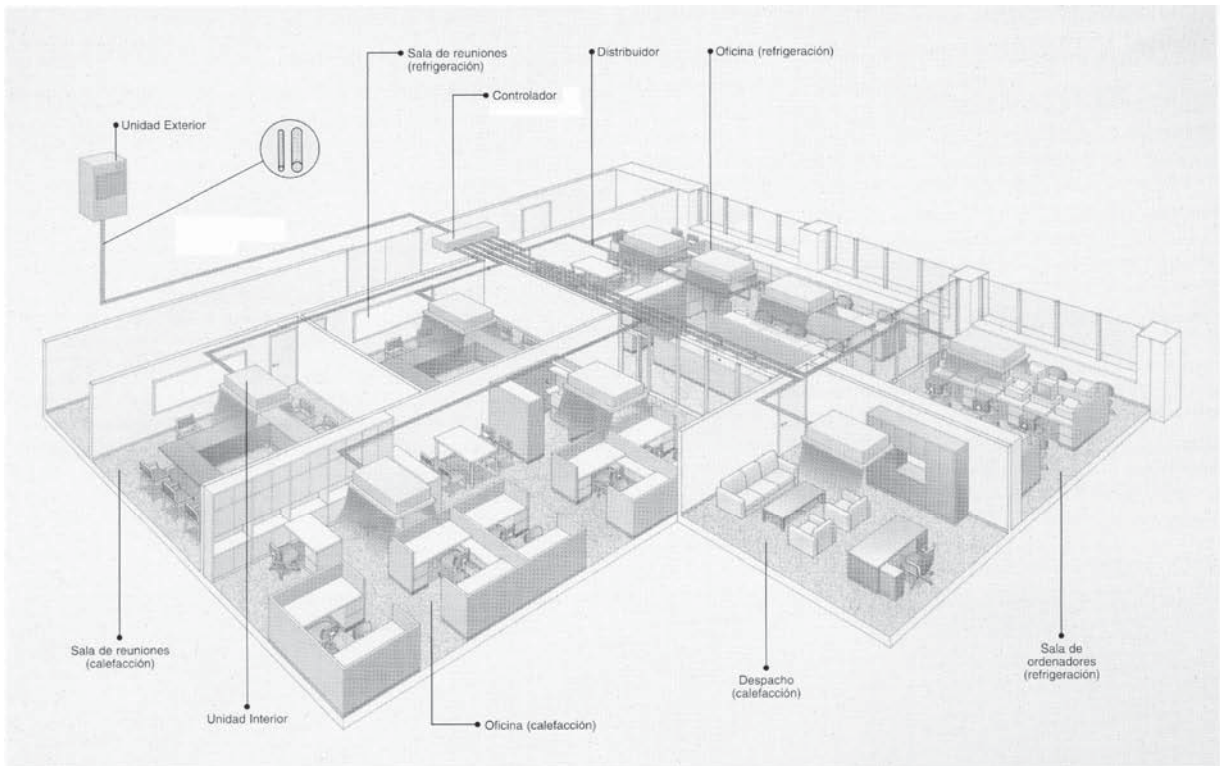 Sala de reuniones
(refrigeración)
Distribuidor
Oficina (refrigeración)
Controlador
Unidad Exterior
Sala de reuniones
(calefacción)
Unidad Interior
Oficina (calefacción)
Despacho
(calefacción)
Sala de
ordenadores
(refrigeración)